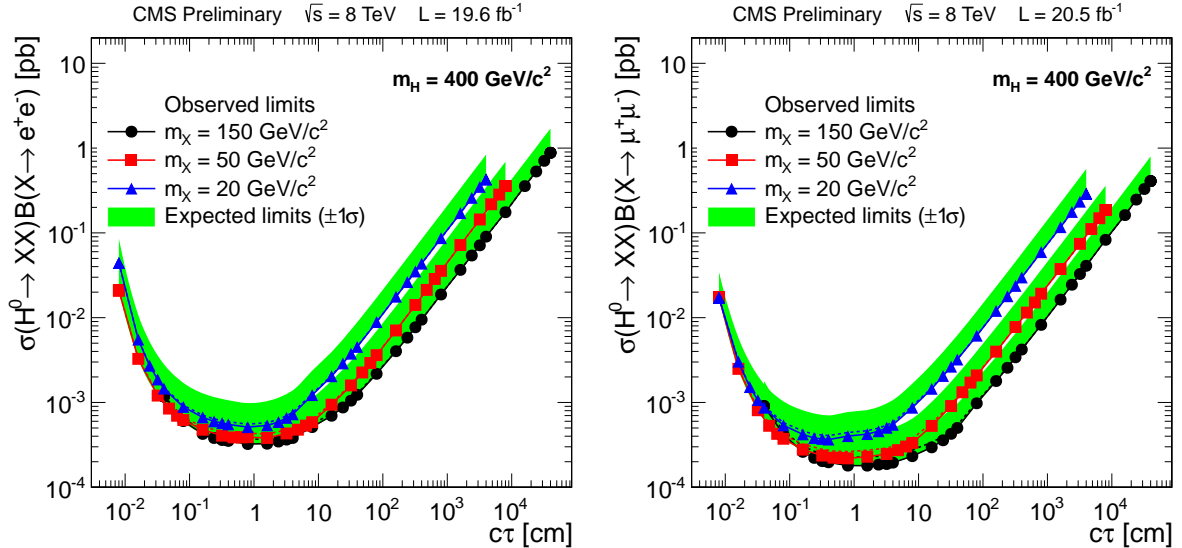 CMS Preliminary √s = 8 TeV L = 19.6 fb⁻¹
σ(H⁰→ XX)B(X→ e⁺e⁻) [pb]
m_H = 400 GeV/c²
Observed limits
m_X = 150 GeV/c²
m_X = 50 GeV/c²
m_X = 20 GeV/c²
Expected limits (±1σ)
10
1
10⁻¹
10⁻²
10⁻³
10⁻⁴
10⁻² 10⁻¹ 1 10 10² 10³ 10⁴
cτ [cm]
CMS Preliminary √s = 8 TeV L = 20.5 fb⁻¹
σ(H⁰→ XX)B(X→ μ⁺μ⁻) [pb]
m_H = 400 GeV/c²
Observed limits
m_X = 150 GeV/c²
m_X = 50 GeV/c²
m_X = 20 GeV/c²
Expected limits (±1σ)
10
1
10⁻¹
10⁻²
10⁻³
10⁻⁴
10⁻² 10⁻¹ 1 10 10² 10³ 10⁴
cτ [cm]